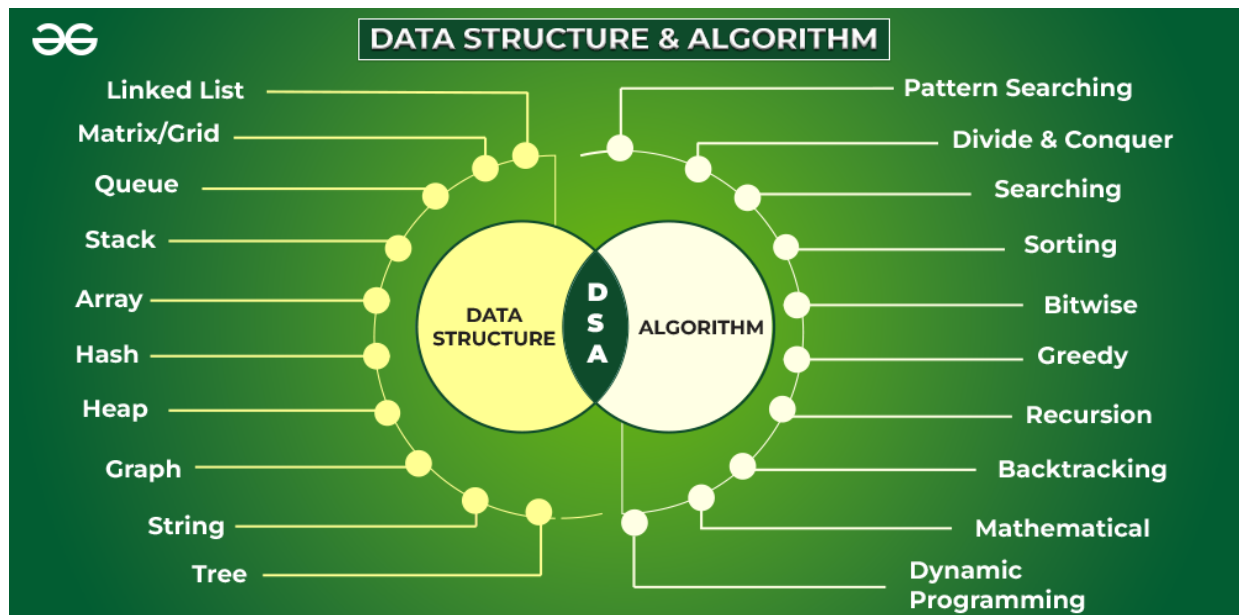 DATA STRUCTURE & ALGORITHM
Linked List
Matrix/Grid
Queue
Stack
Array
Hash
Heap
Graph
String
Tree
DATA
STRUCTURE
D
S
A
ALGORITHM
Pattern Searching
Divide & Conquer
Searching
Sorting
Bitwise
Greedy
Recursion
Backtracking
Mathematical
Dynamic
Programming